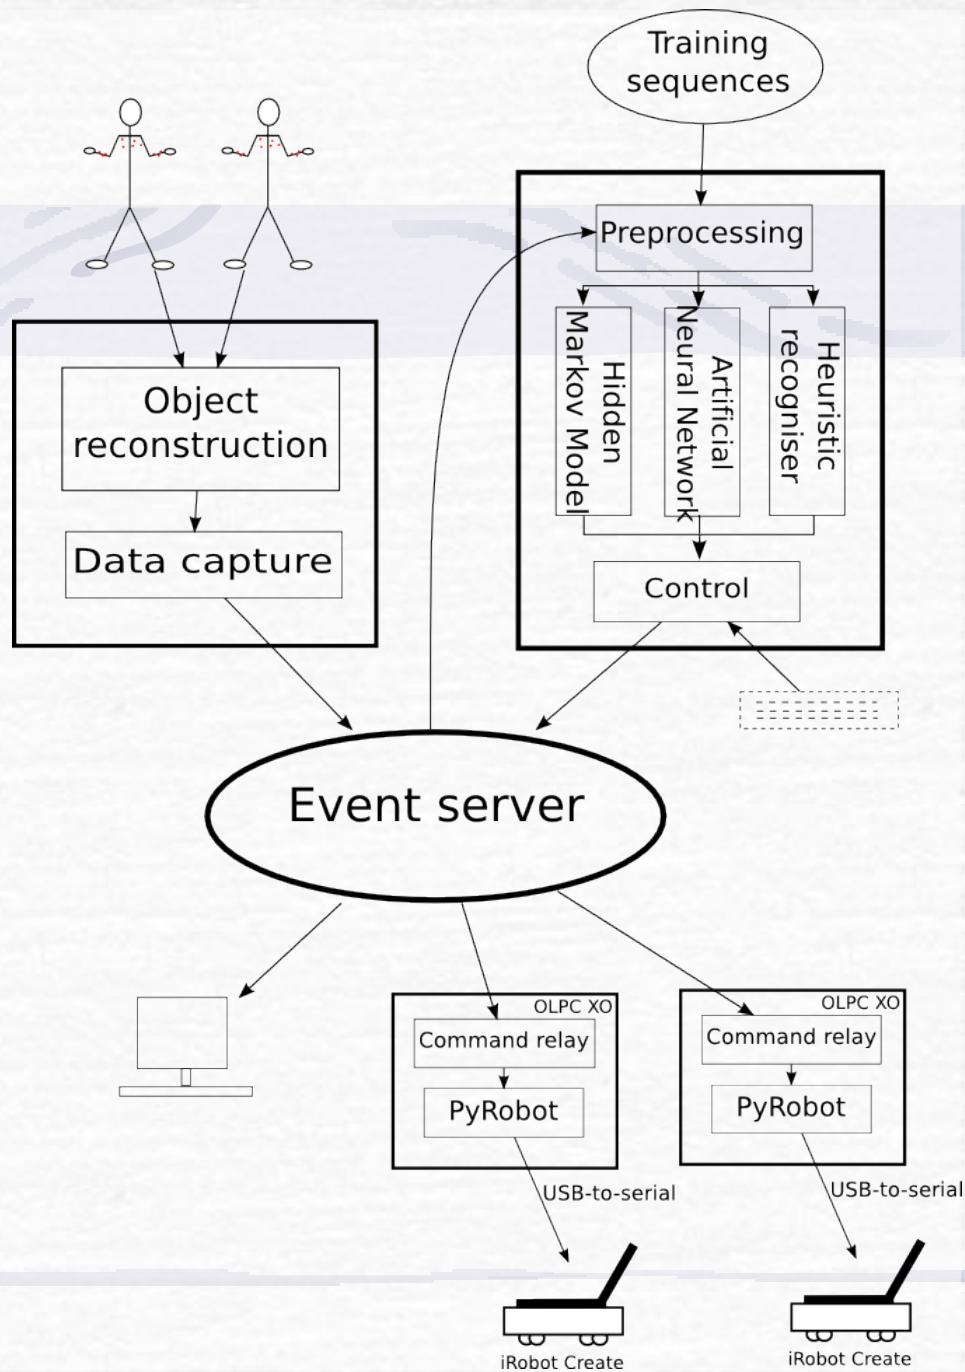 Training
sequences
Preprocessing
Hidden
Markov Model
Artificial
Neural Network
Heuristic
recogniser
Control
Object
reconstruction
Data capture
Event server
OLPC XO
Command relay
PyRobot
USB-to-serial
iRobot Create
OLPC XO
Command relay
PyRobot
USB-to-serial
iRobot Create